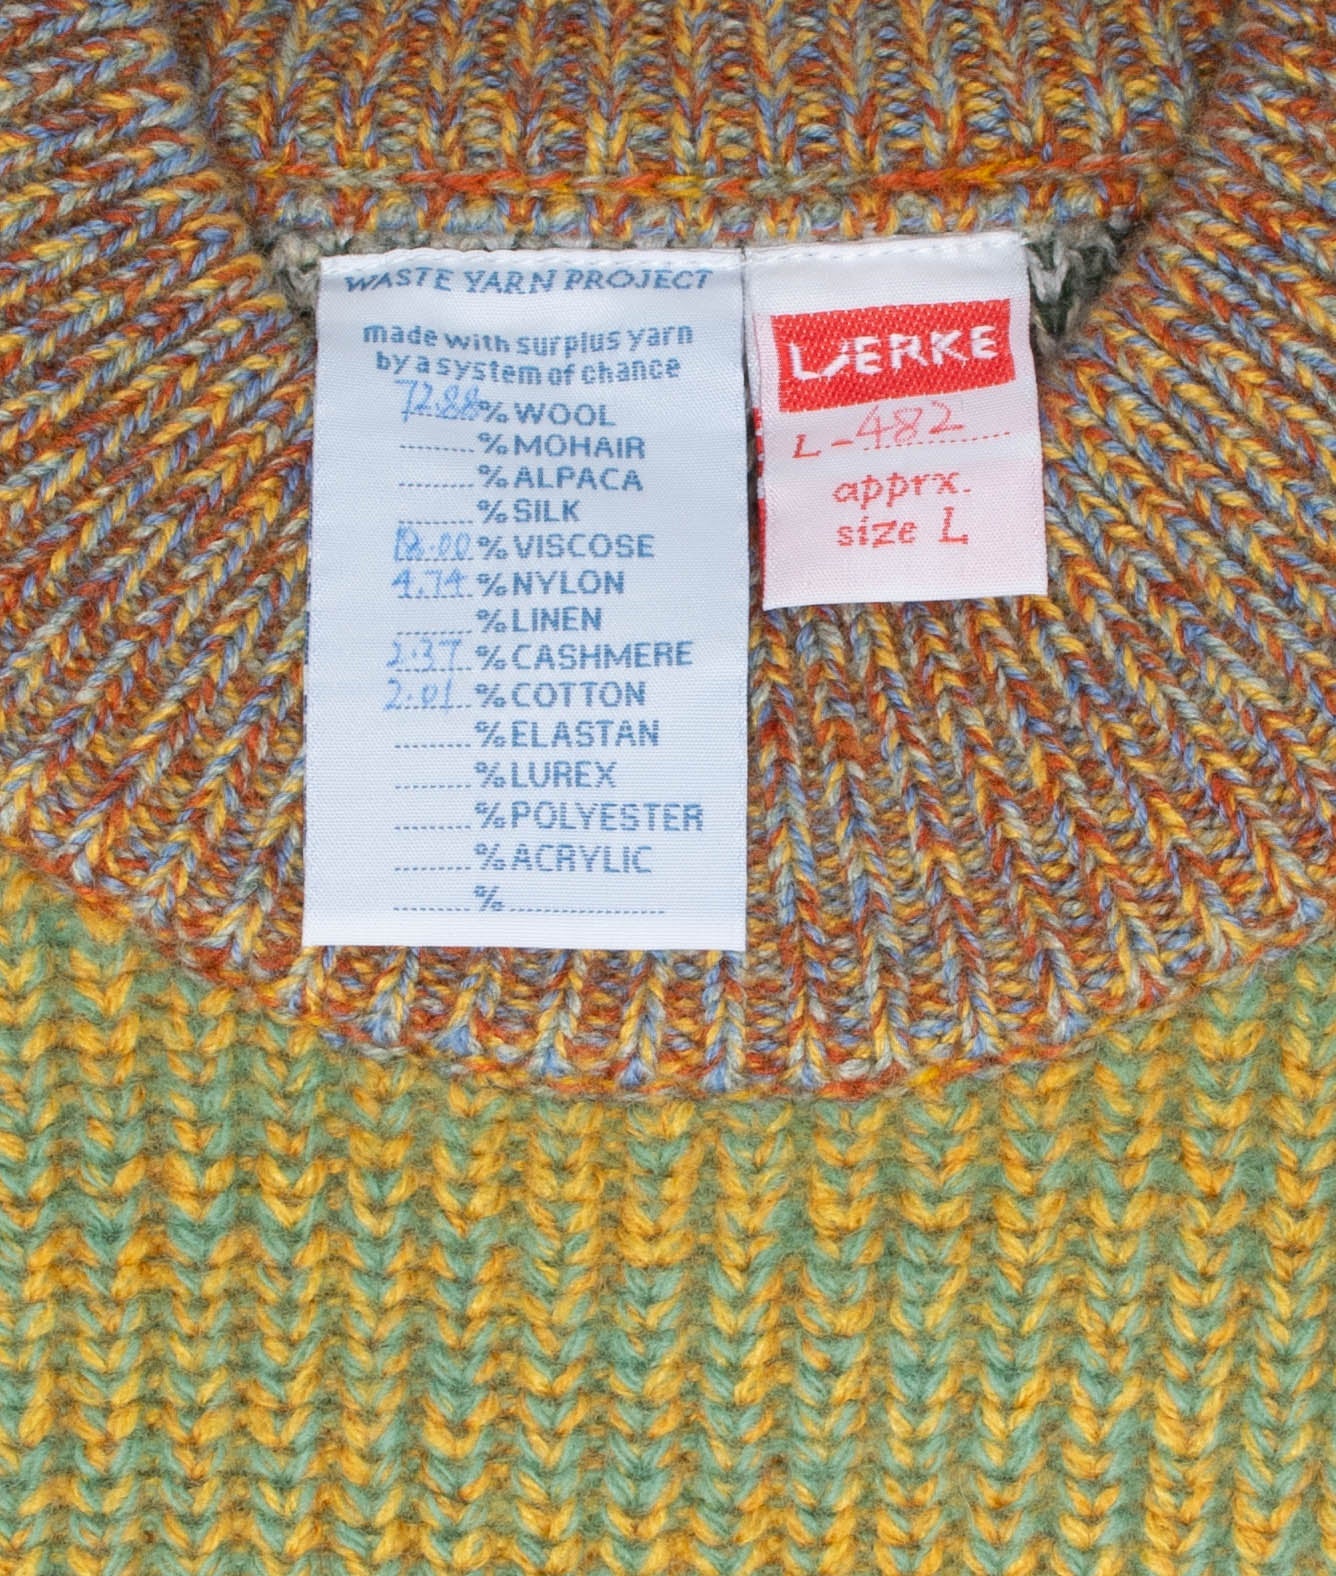 WASTE YARN PROJECT
made with surplus yarn
by a system of chance
72.88% WOOL
........% MOHAIR
........% ALPACA
........% SILK
18.00% VISCOSE
4.74% NYLON
........% LINEN
2.37% CASHMERE
2.01% COTTON
........% ELASTAN
........% LUREX
........% POLYESTER
........% ACRYLIC
........%................
WERKE
L-482
apprx.
size L